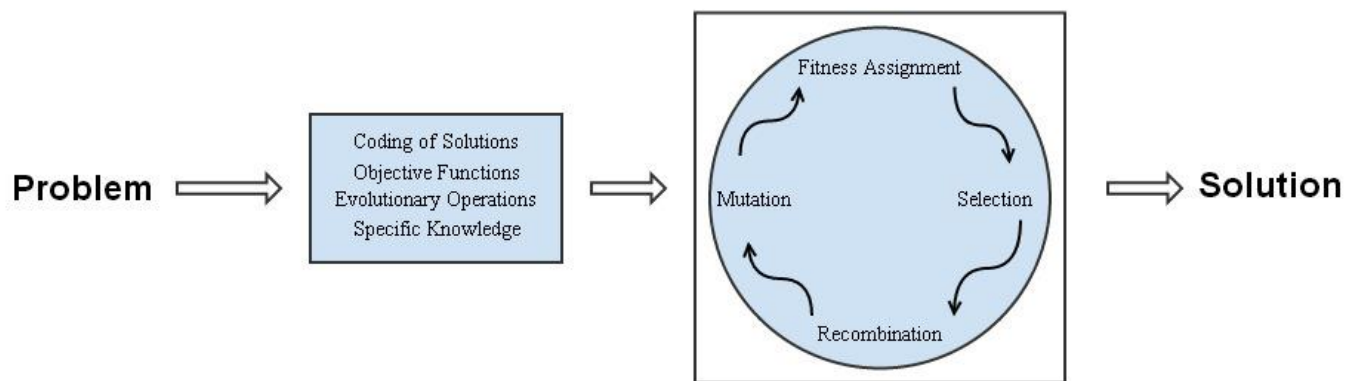 Problem
Coding of Solutions
Objective Functions
Evolutionary Operations
Specific Knowledge
Fitness Assignment
Mutation
Selection
Recombination
Solution